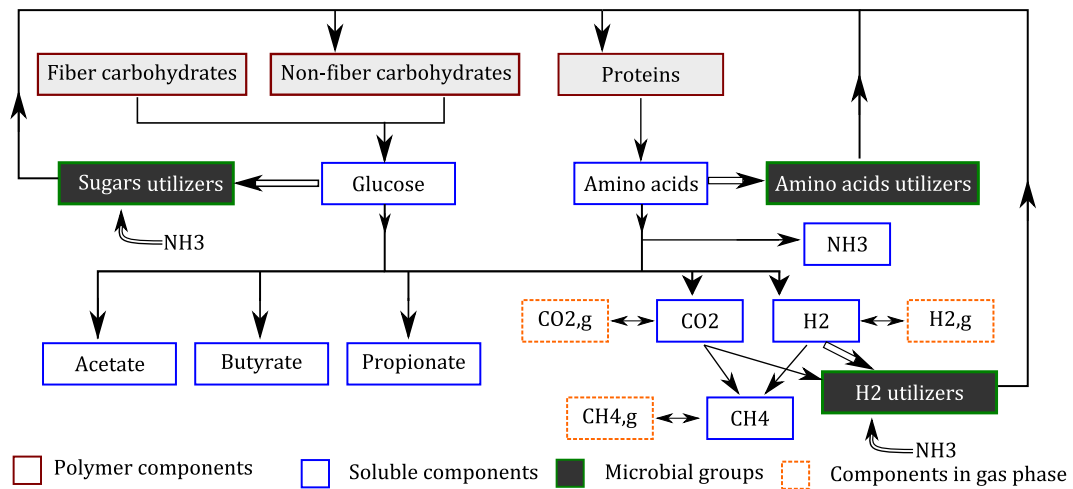 Fiber carbohydrates
Non-fiber carbohydrates
Proteins
Sugars utilizers
Glucose
Amino acids
Amino acids utilizers
NH3
NH3
CO2,g
CO2
H2
H2,g
Acetate
Butyrate
Propionate
H2 utilizers
CH4,g
CH4
NH3
Polymer components
Soluble components
Microbial groups
Components in gas phase